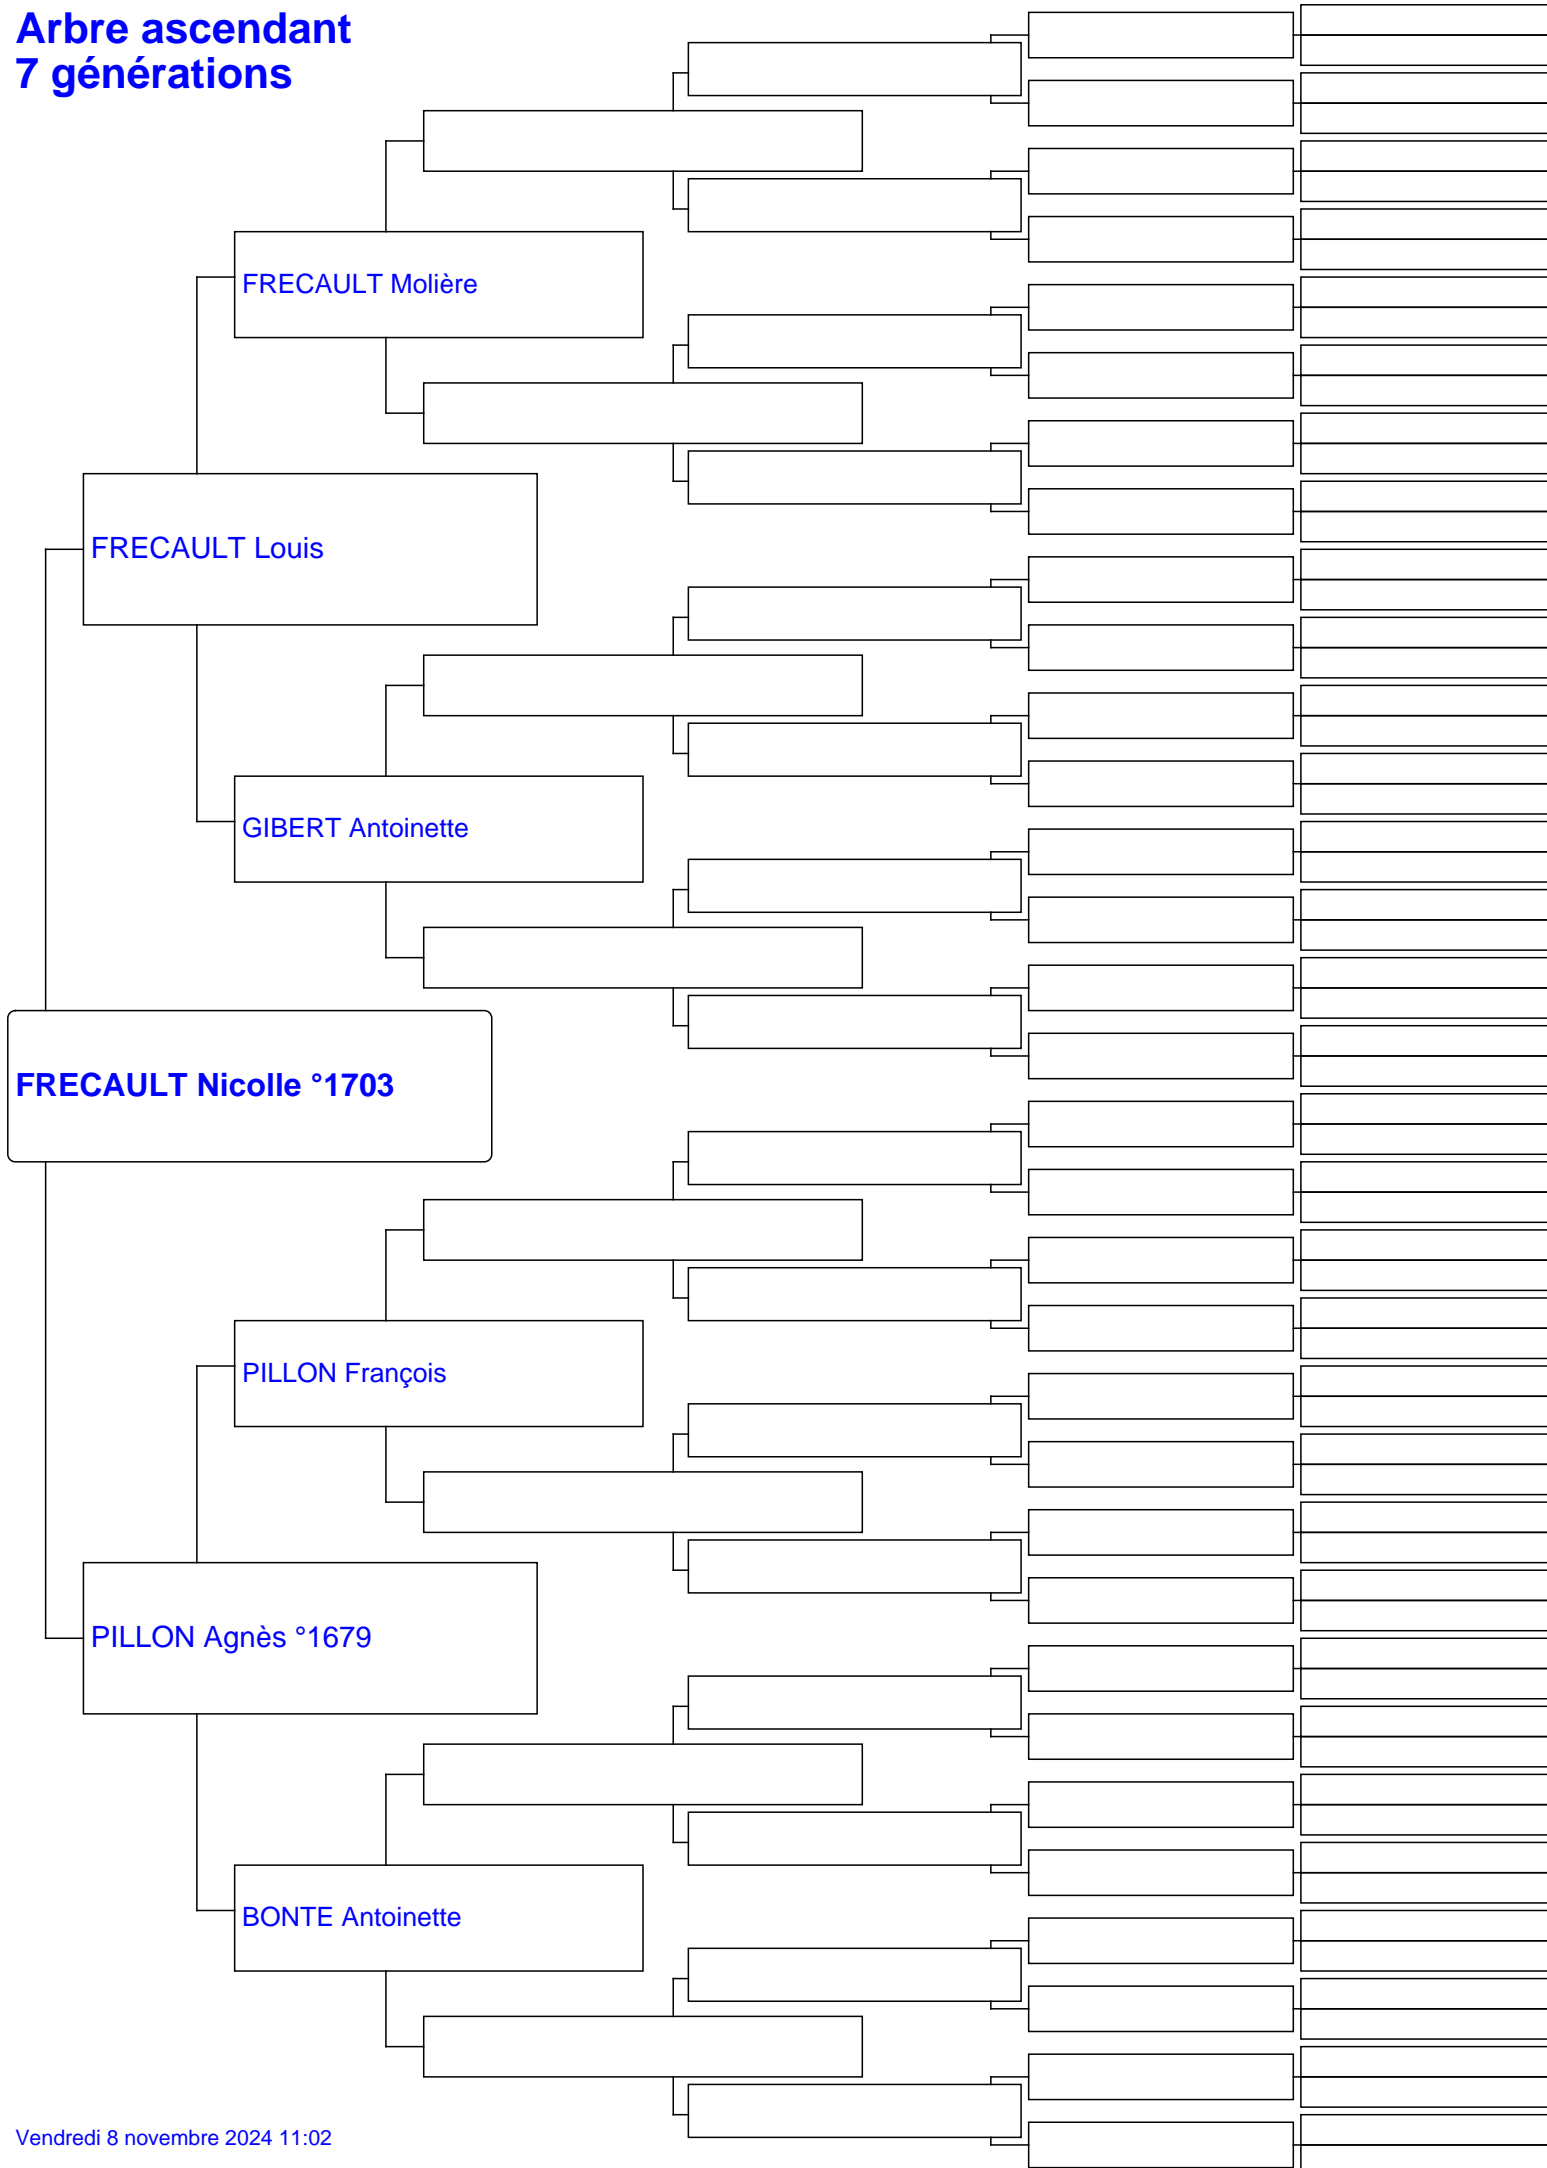 Arbre ascendant
7 générations
FRECAULT Molière
FRECAULT Louis
GIBERT Antoinette
FRECAULT Nicolle °1703
PILLON François
PILLON Agnès °1679
BONTE Antoinette
Vendredi 8 novembre 2024 11:02